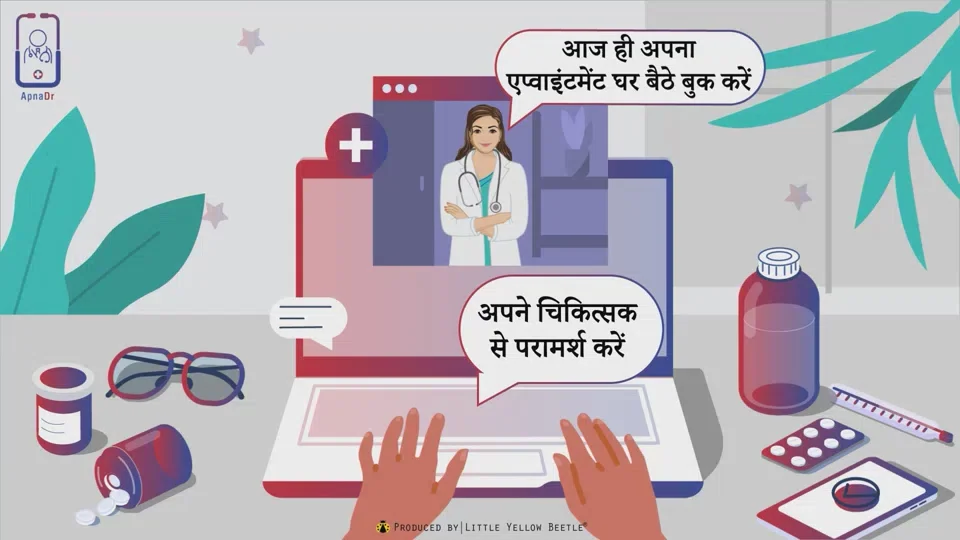 ApnaDr
आज ही अपना
एप्वाइंटमेंट घर बैठे बुक करें
अपने चिकित्सक
से परामर्श करें
PRODUCED BY|LITTLE YELLOW BEETLE®